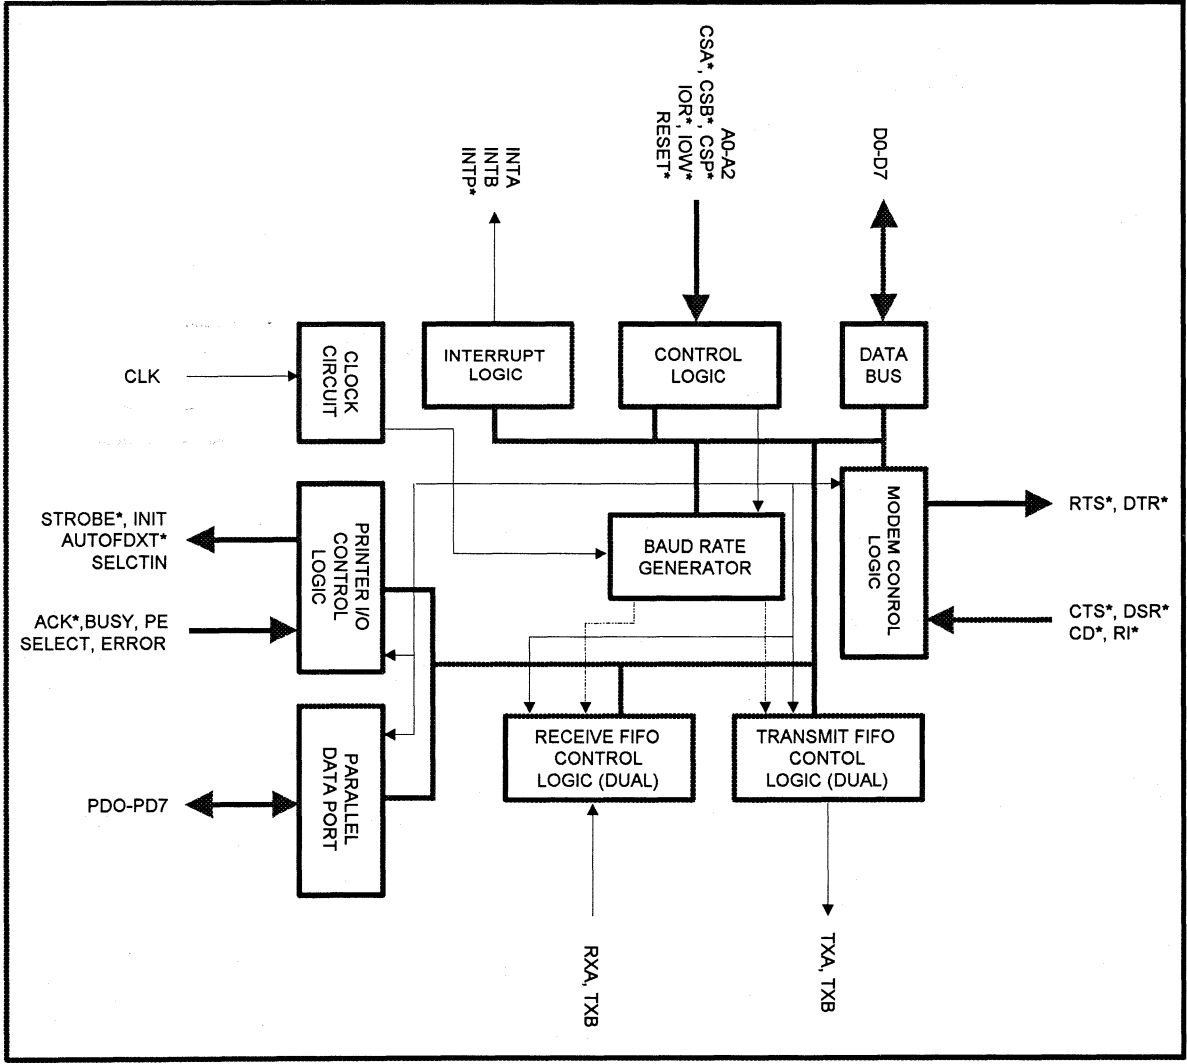 A0-A2
CSA*, CSB*, CSP*
IOR*, IOW*
RESET*
D0-D7
INTA
INTB
INTP*
CLK
CLOCK
CIRCUIT
INTERRUPT
LOGIC
CONTROL
LOGIC
DATA
BUS
STROBE*, INIT
AUTOFDXT*
SELCTIN
ACK*,BUSY, PE
SELECT, ERROR
PRINTER I/O
CONTROL
LOGIC
BAUD RATE
GENERATOR
MODEM CONROL
LOGIC
RTS*, DTR*
CTS*, DSR*
CD*, RI*
PD0-PD7
PARALLEL
DATA PORT
RECEIVE FIFO
CONTROL
LOGIC (DUAL)
TRANSMIT FIFO
CONTOL
LOGIC (DUAL)
RXA, TXB
TXA, TXB